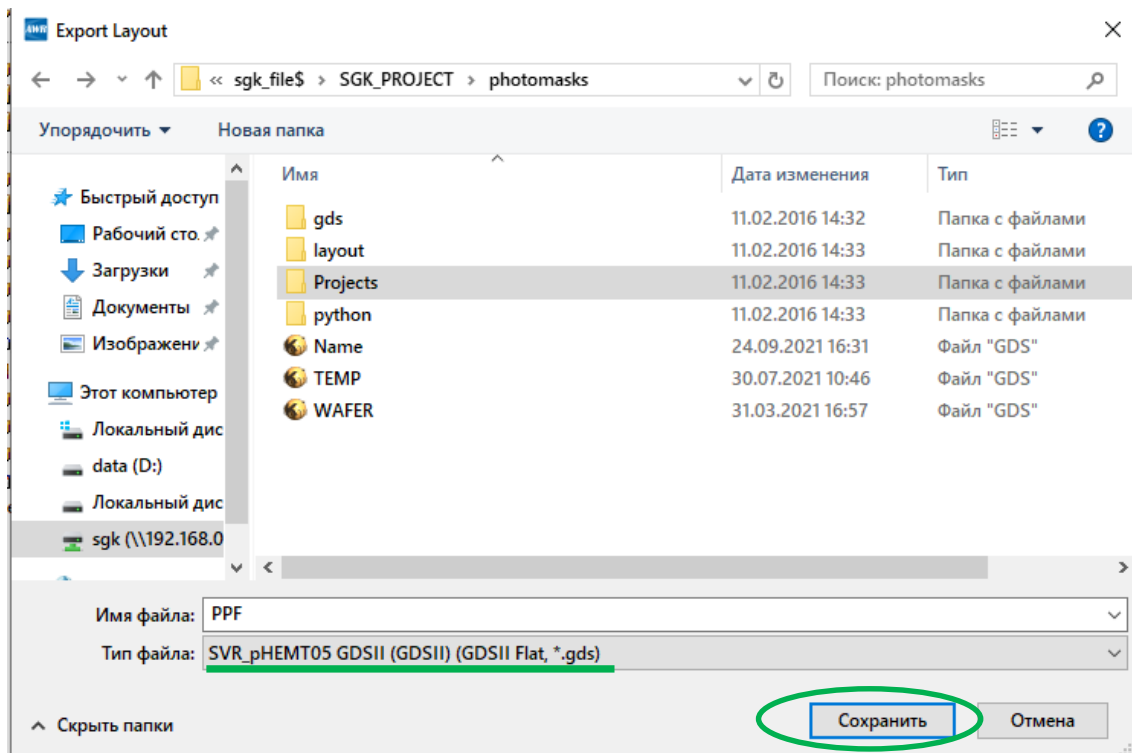 AWR Export Layout
« sgk_file$ › SGK_PROJECT › photomasks Поиск: photomasks
Упорядочить Новая папка ?
Имя Дата изменения Тип
Быстрый доступ
Рабочий сто.
Загрузки
Документы
Изображени
Этот компьютер
Локальный дис
data (D:)
Локальный дис
sgk (\\192.168.0
gds 11.02.2016 14:32 Папка с файлами
layout 11.02.2016 14:33 Папка с файлами
Projects 11.02.2016 14:33 Папка с файлами
python 11.02.2016 14:33 Папка с файлами
Name 24.09.2021 16:31 Файл "GDS"
TEMP 30.07.2021 10:46 Файл "GDS"
WAFER 31.03.2021 16:57 Файл "GDS"
Имя файла: PPF
Тип файла: SVR_pHEMT05 GDSII (GDSII) (GDSII Flat, *.gds)
Скрыть папки Сохранить Отмена